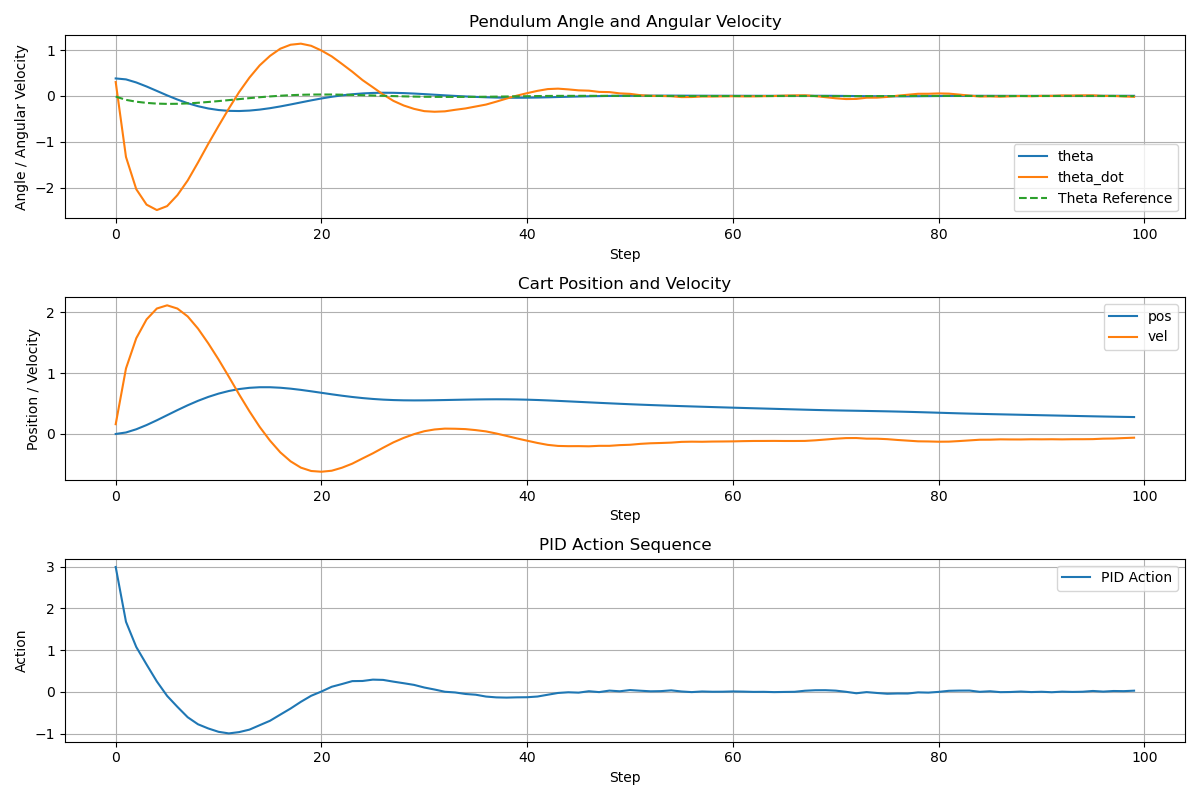 Pendulum Angle and Angular Velocity
Angle / Angular Velocity
1
0
−1
−2
theta
theta_dot
Theta Reference
0 20 40 60 80 100
Step
Cart Position and Velocity
Position / Velocity
2
1
0
pos
vel
0 20 40 60 80 100
Step
PID Action Sequence
Action
3
2
1
0
−1
PID Action
0 20 40 60 80 100
Step